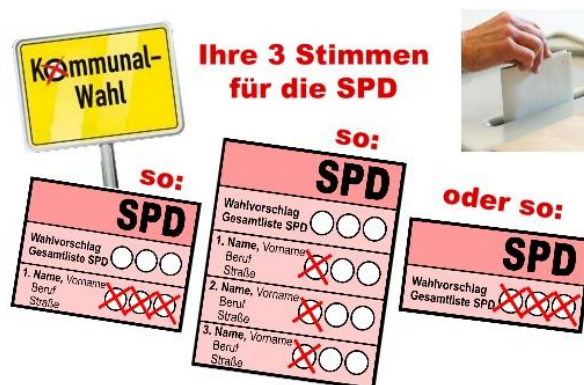 Kommunal-
Wahl
Ihre 3 Stimmen
für die SPD
so:
SPD
Wahlvorschlag
Gesamtliste SPD
1. Name, Vorname
Beruf
Straße
so:
SPD
Wahlvorschlag
Gesamtliste SPD
1. Name, Vorname
Beruf
Straße
2. Name, Vorname
Beruf
Straße
3. Name, Vorname
Beruf
Straße
oder so:
SPD
Wahlvorschlag
Gesamtliste SPD